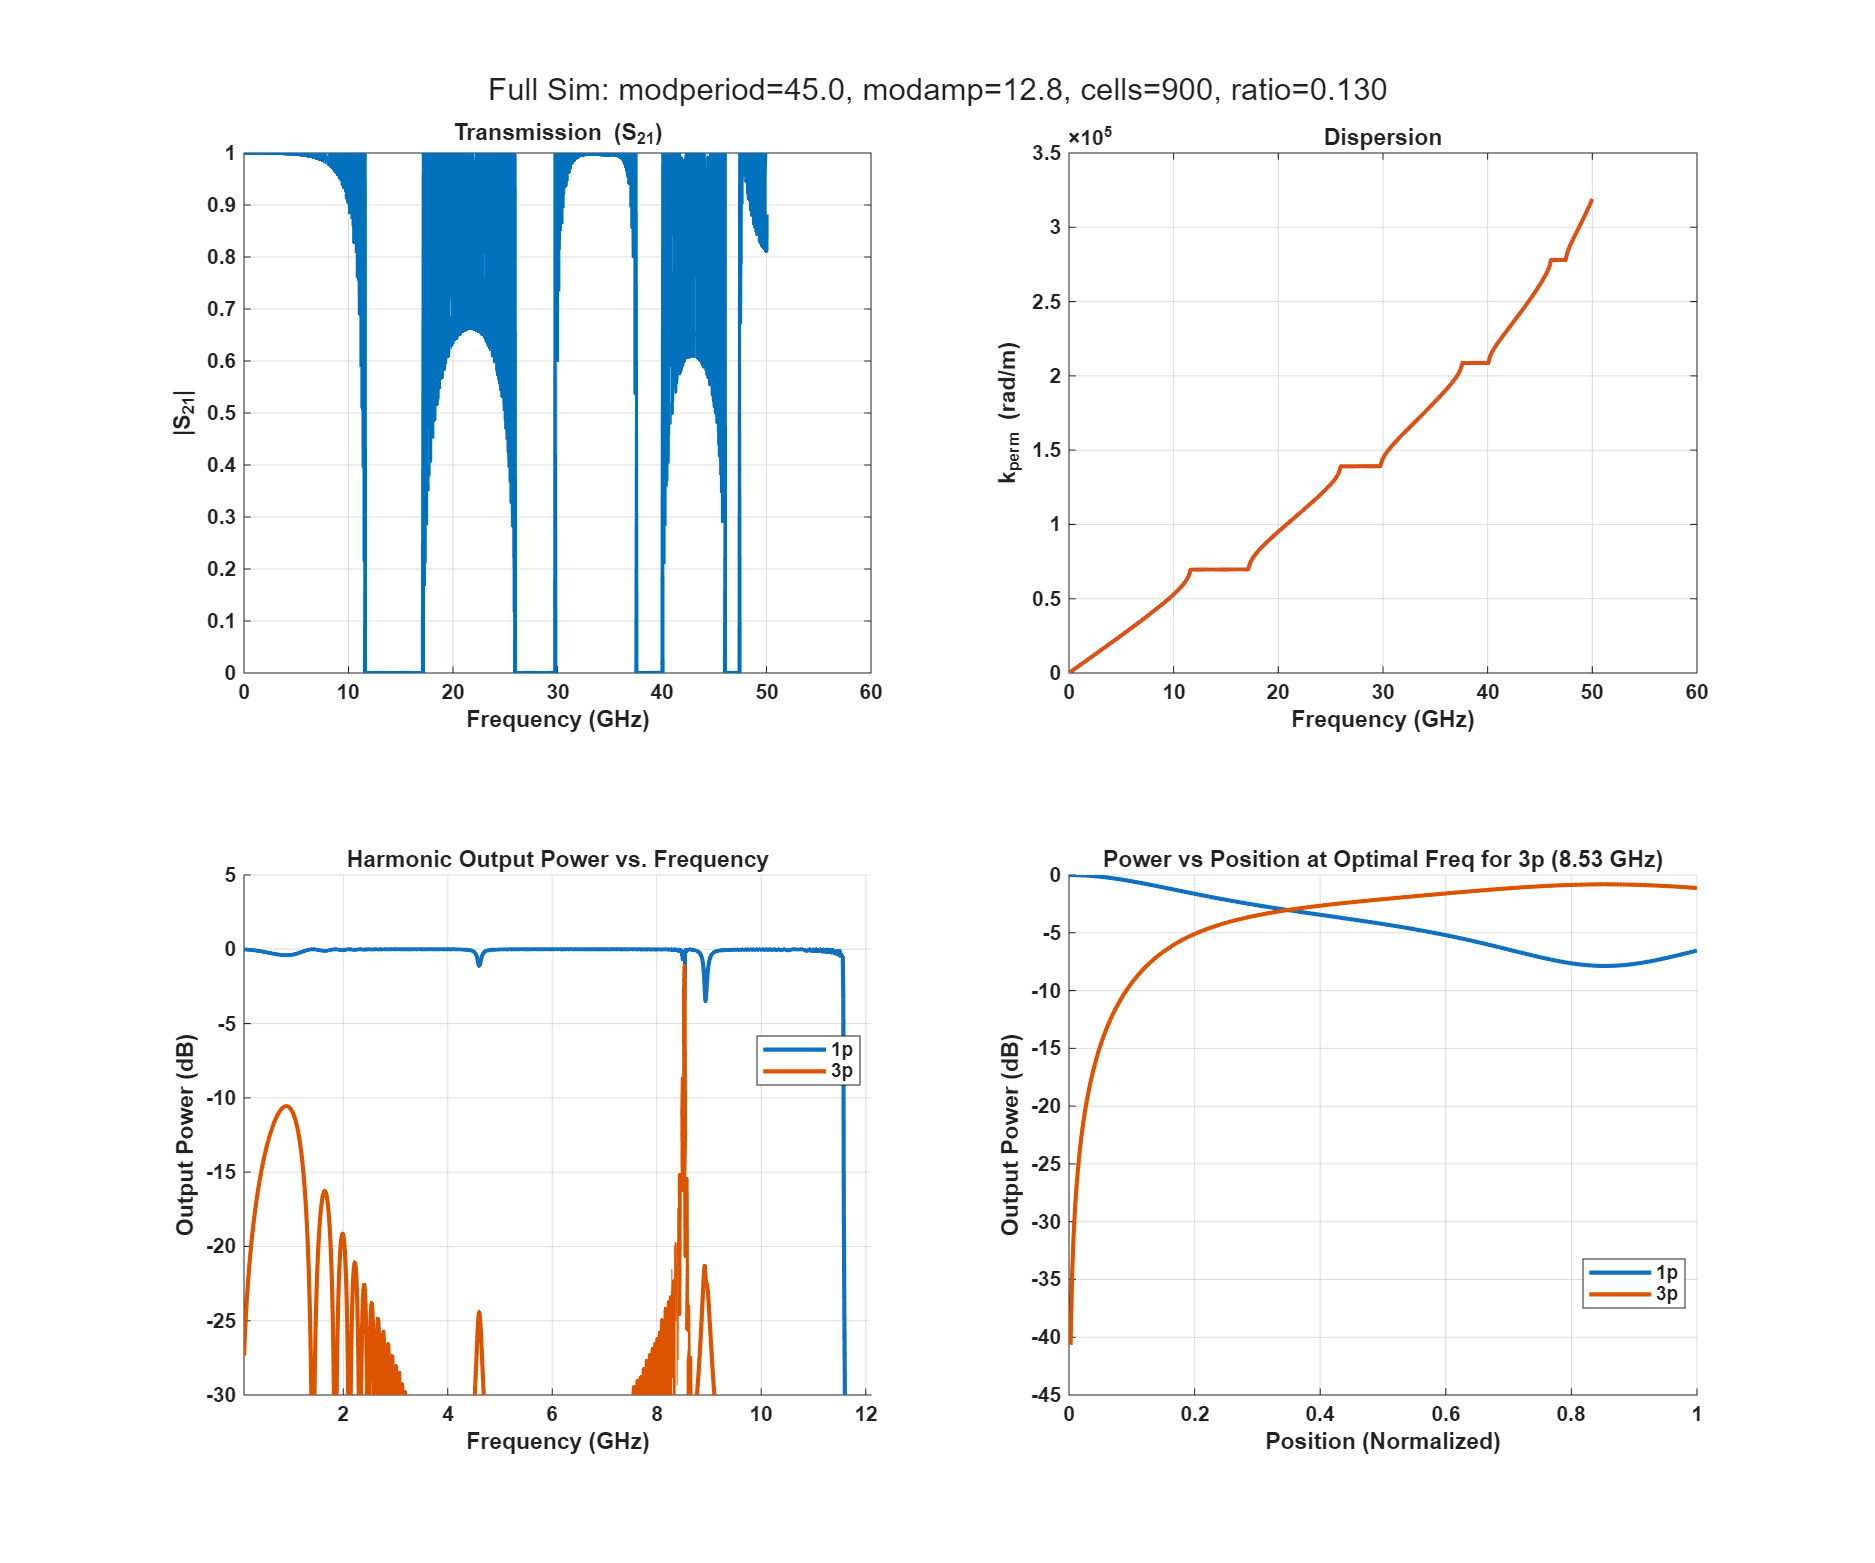 Full Sim: modperiod=45.0, modamp=12.8, cells=900, ratio=0.130
Transmission (S21)
1
0.9
0.8
0.7
0.6
0.5
0.4
0.3
0.2
0.1
0
|S21|
0 10 20 30 40 50 60
Frequency (GHz)
Dispersion
×10^5
3.5
3
2.5
2
1.5
1
0.5
0
kperm (rad/m)
0 10 20 30 40 50 60
Frequency (GHz)
Harmonic Output Power vs. Frequency
5
0
-5
-10
-15
-20
-25
-30
Output Power (dB)
1p
3p
2 4 6 8 10 12
Frequency (GHz)
Power vs Position at Optimal Freq for 3p (8.53 GHz)
0
-5
-10
-15
-20
-25
-30
-35
-40
-45
Output Power (dB)
1p
3p
0 0.2 0.4 0.6 0.8 1
Position (Normalized)